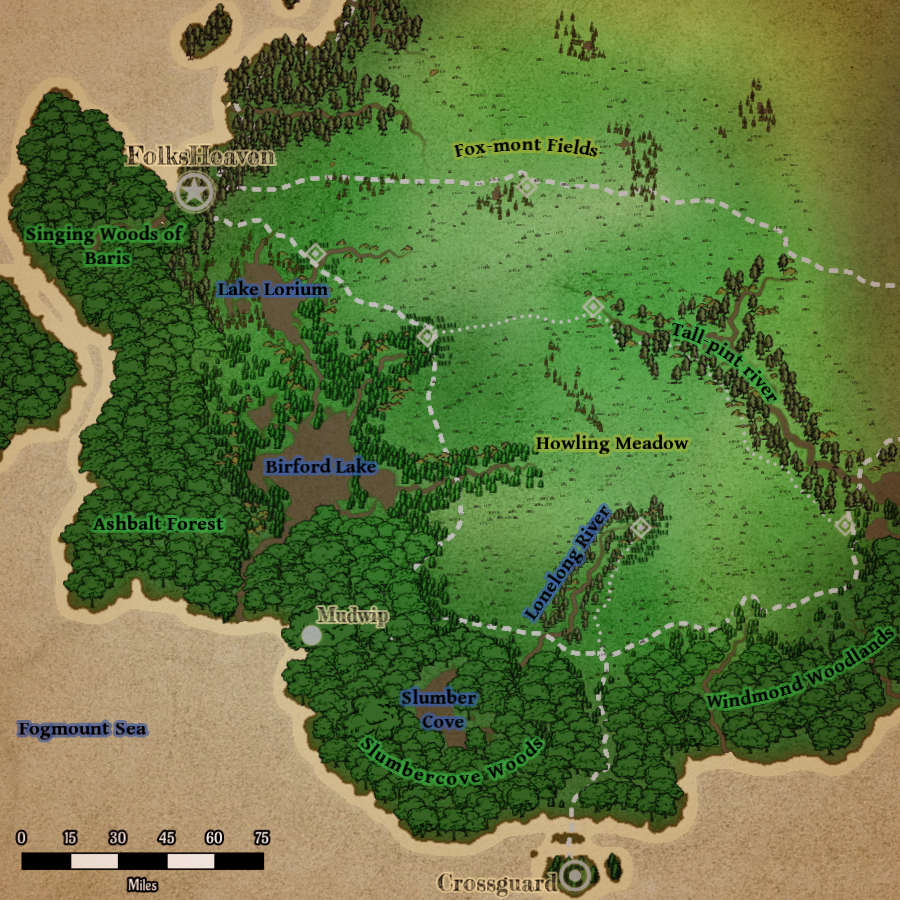 FolksHeaven
Fox-mont Fields
Singing Woods of
Baris
Lake Lorium
Tall-pint river
Howling Meadow
Birford Lake
Ashbalt Forest
Lonelong River
Mudwip
Windmond Woodlands
Slumber
Cove
Fogmount Sea
Slumbercove Woods
0 15 30 45 60 75
Miles
Crossguard